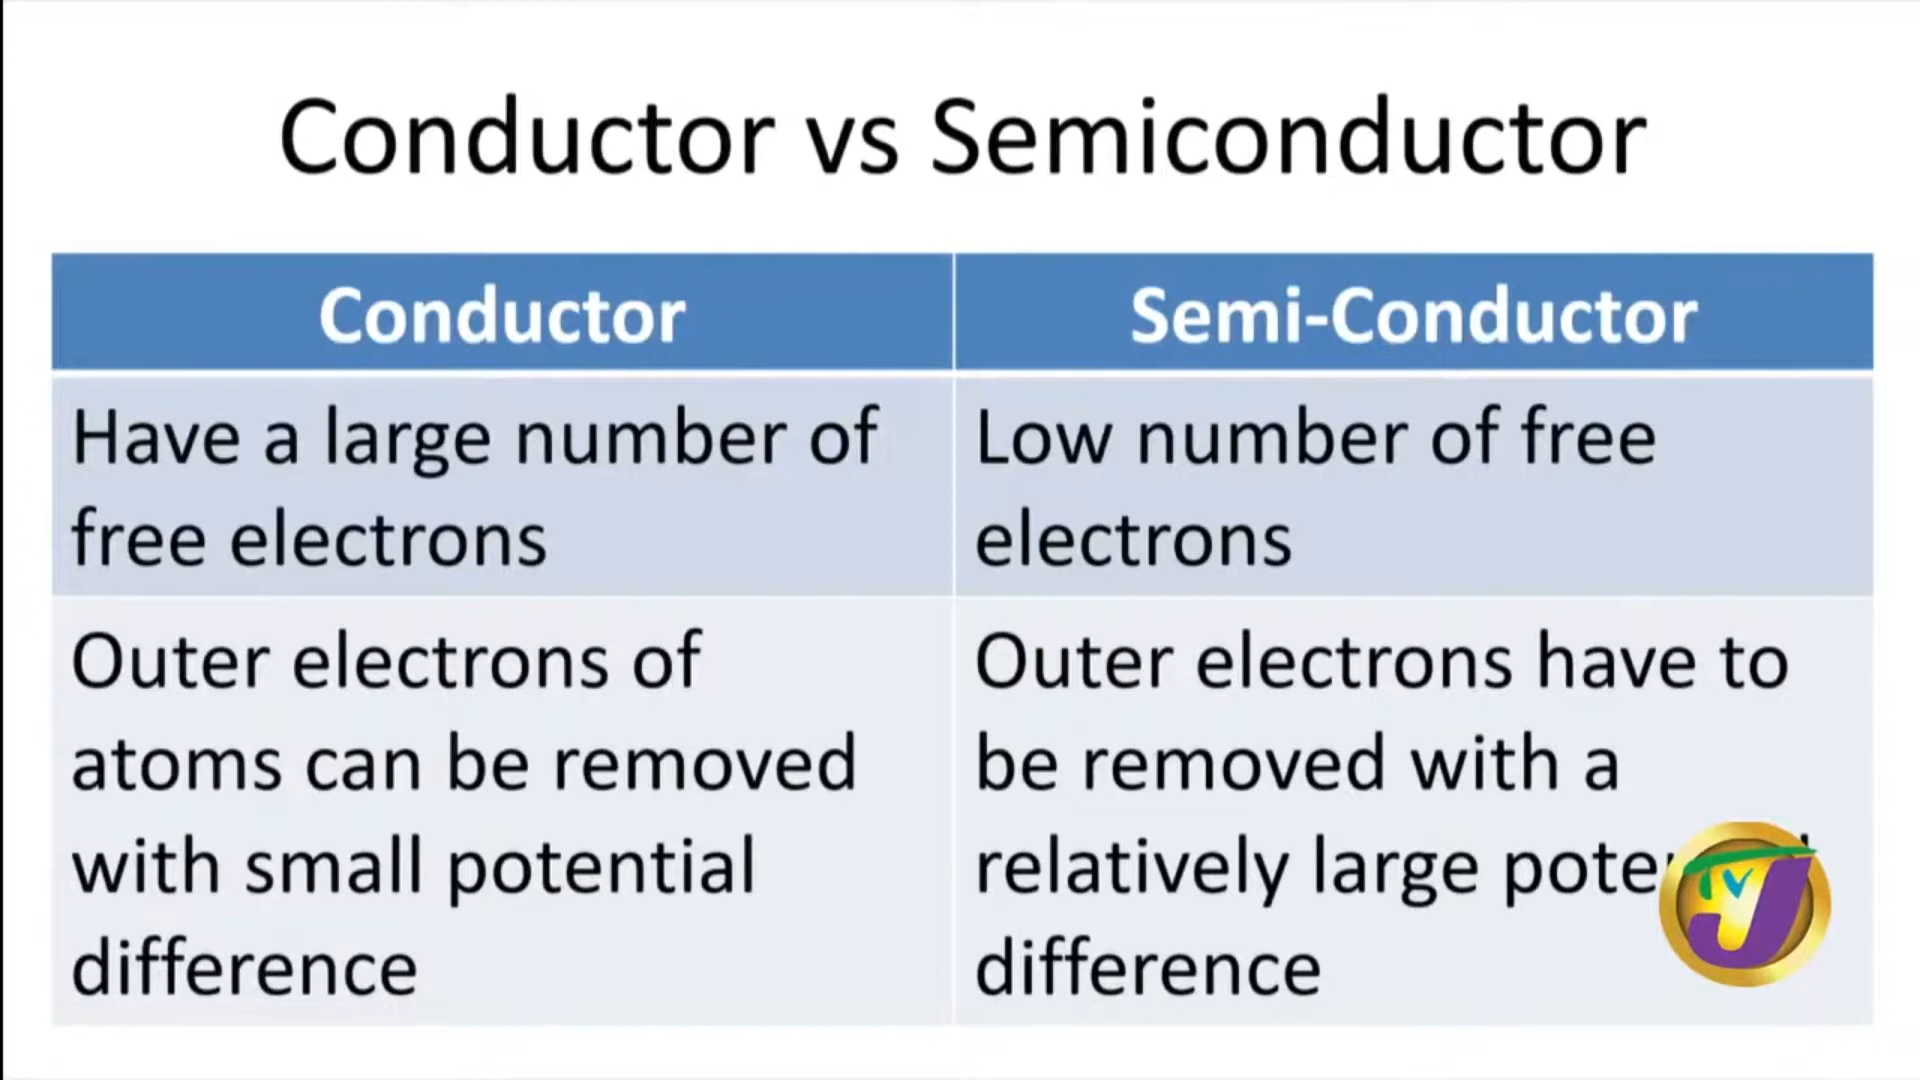 Conductor vs Semiconductor
Conductor
Semi-Conductor
Have a large number of
free electrons
Low number of free
electrons
Outer electrons of
atoms can be removed
with small potential
difference
Outer electrons have to
be removed with a
relatively large
difference
TVJ